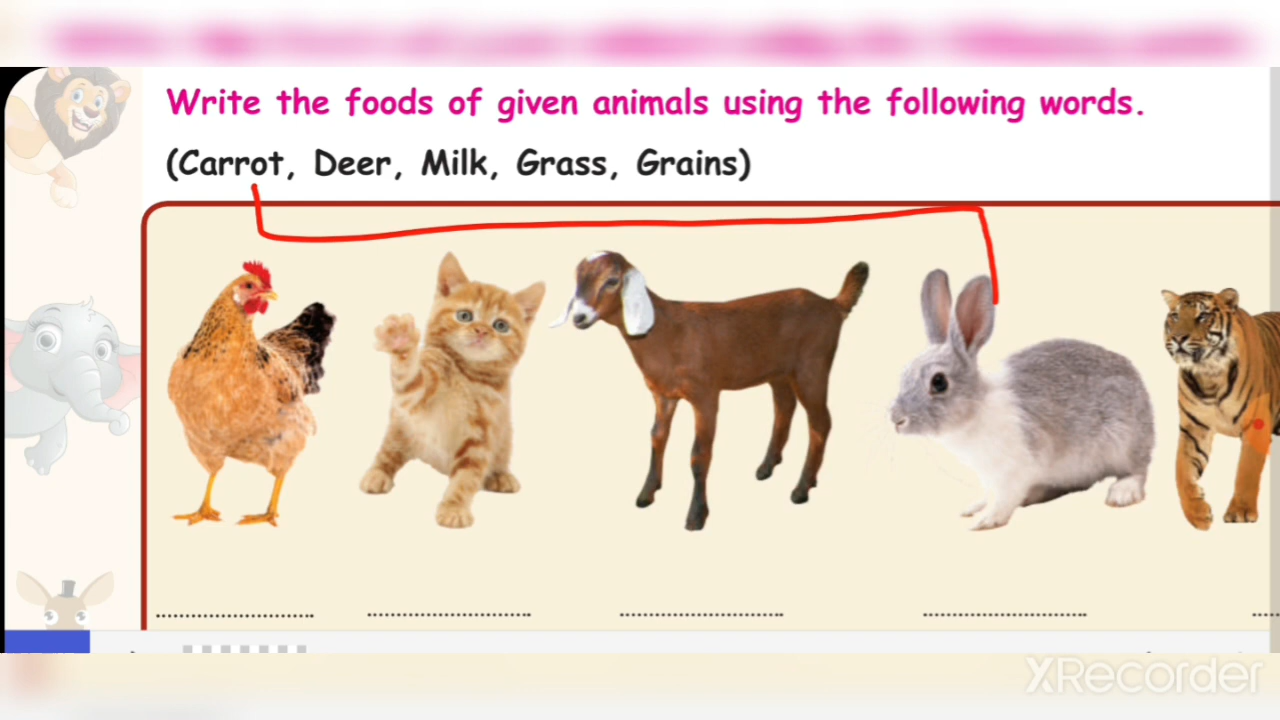 Write the foods of given animals using the following words.
(Carrot, Deer, Milk, Grass, Grains)
XRecorder